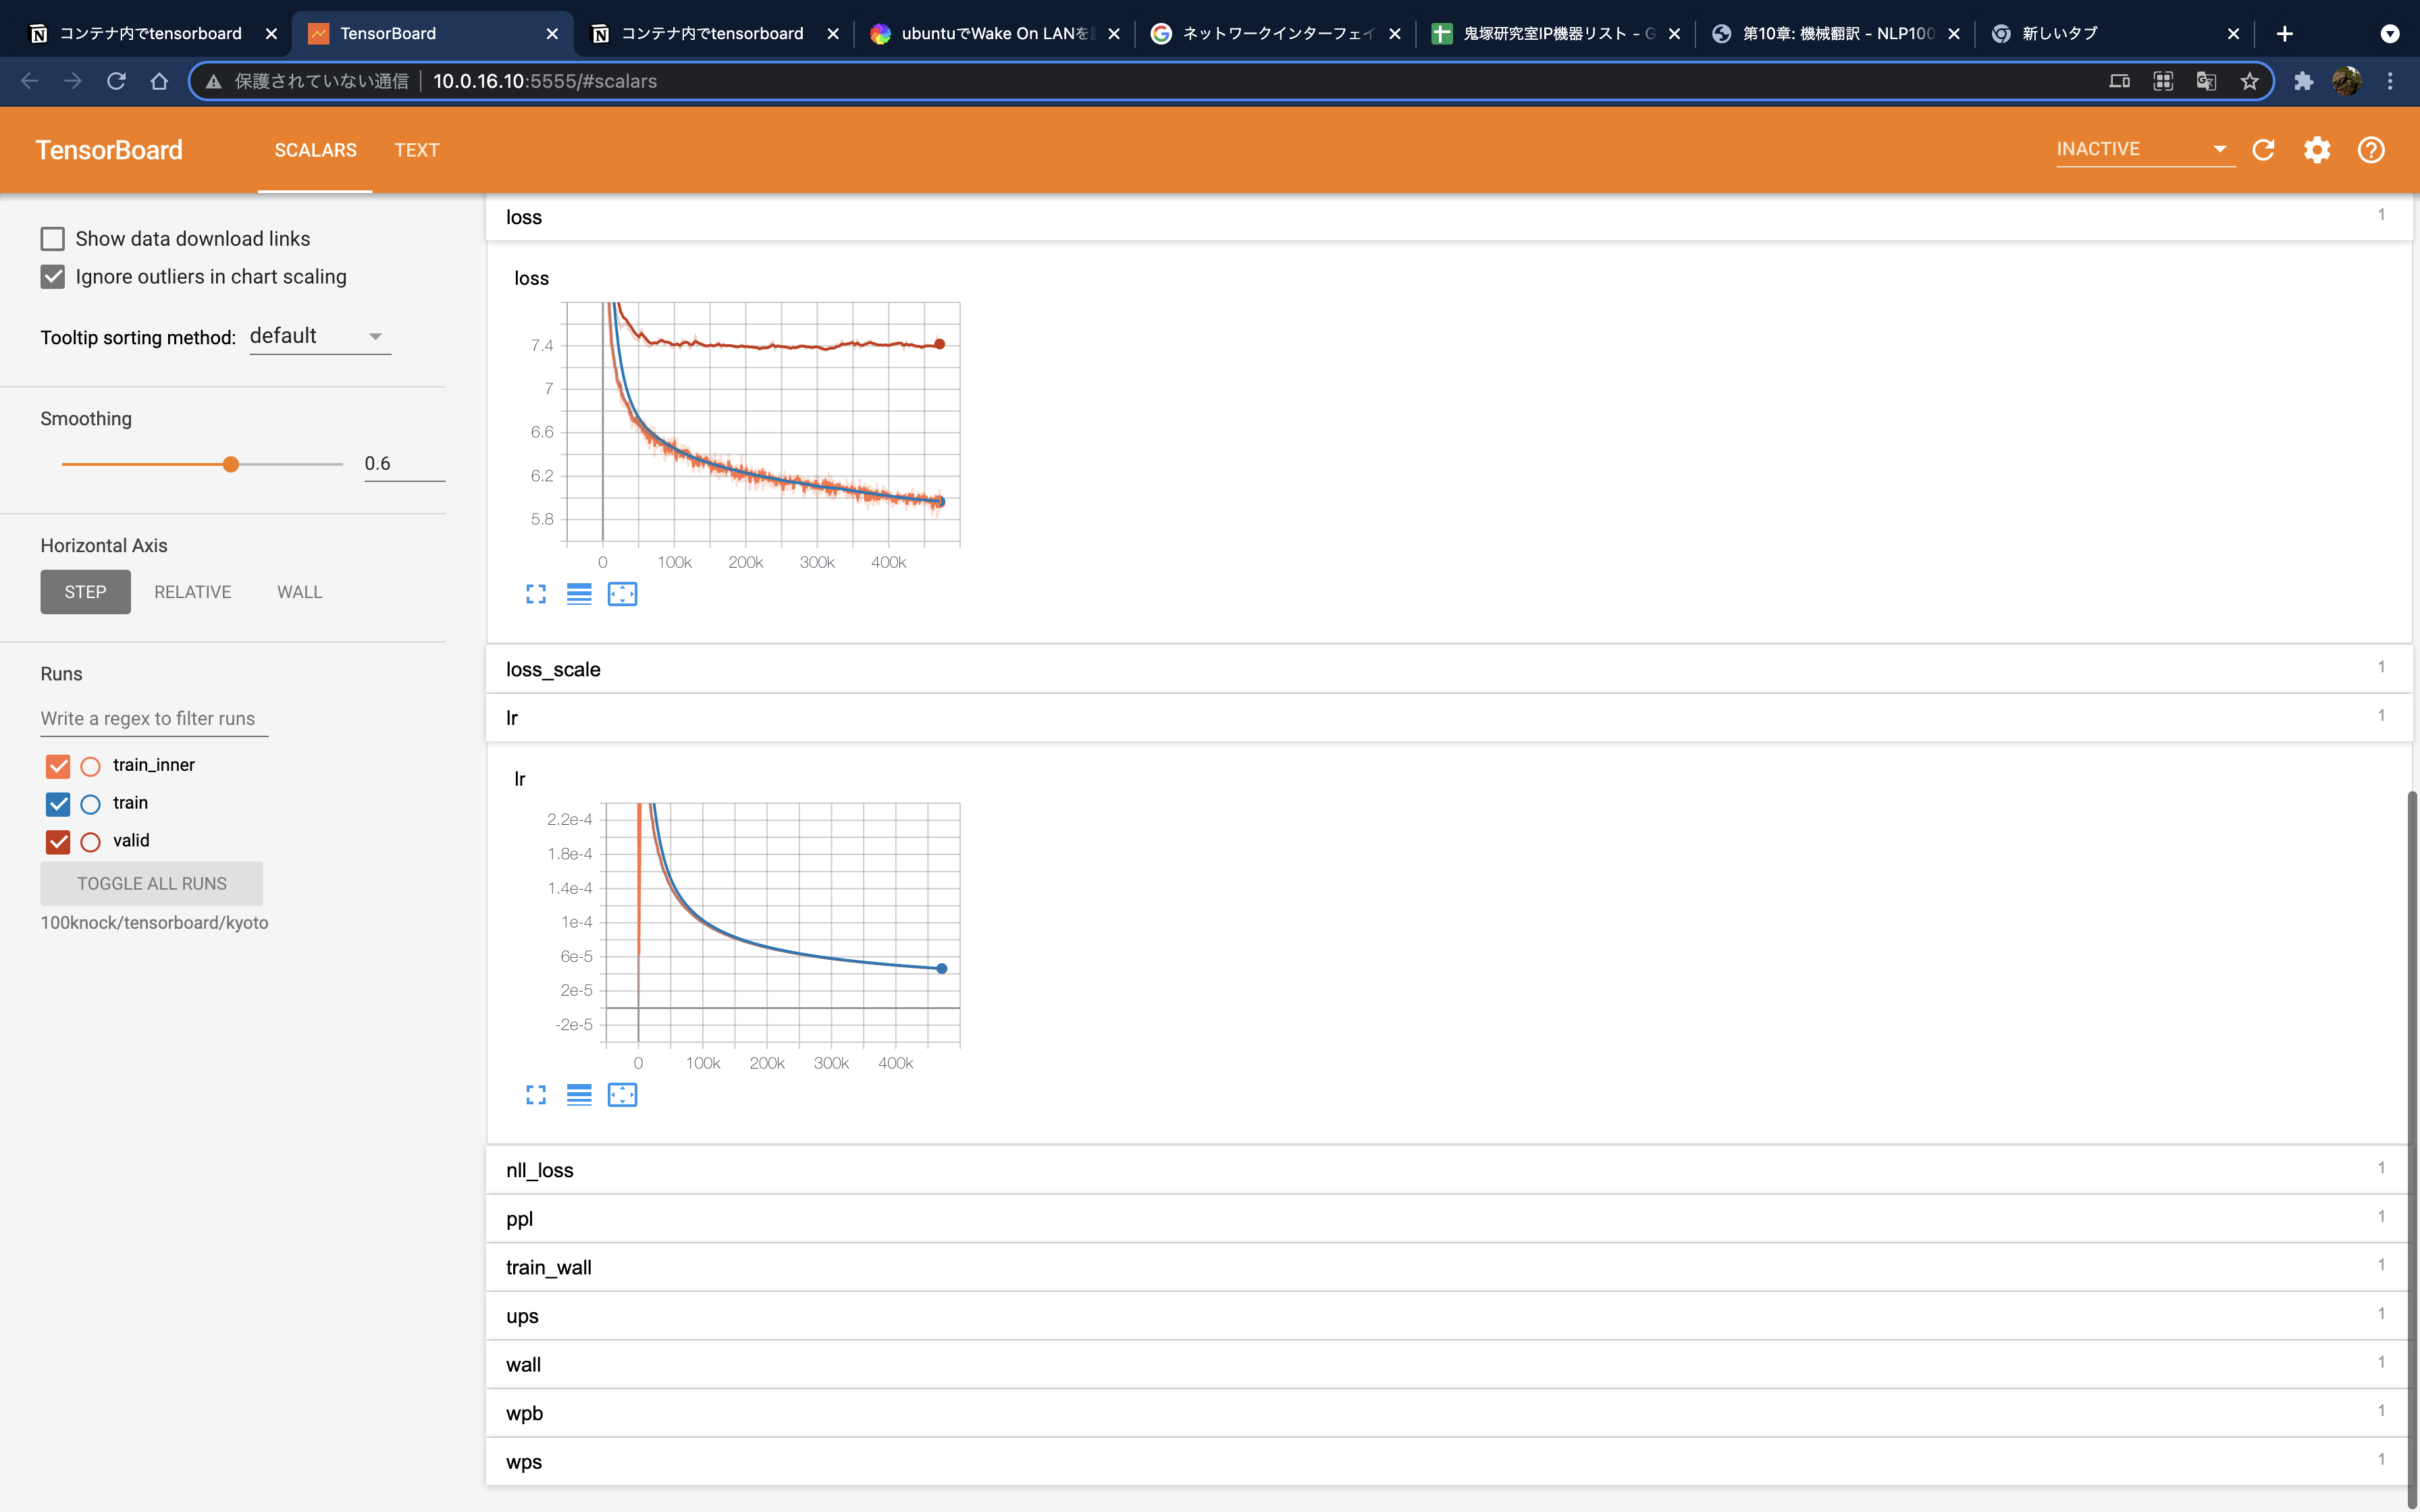 コンテナ内でtensorboard
TensorBoard
コンテナ内でtensorboard
ubuntuでWake On LANを
ネットワークインターフェイ
鬼塚研究室IP機器リスト - G
第10章: 機械翻訳 - NLP100
新しいタブ
保護されていない通信 10.0.16.10:5555/#scalars
TensorBoard
SCALARS
TEXT
INACTIVE
Show data download links
Ignore outliers in chart scaling
Tooltip sorting method: default
Smoothing
0.6
Horizontal Axis
STEP RELATIVE WALL
Runs
Write a regex to filter runs
train_inner
train
valid
TOGGLE ALL RUNS
100knock/tensorboard/kyoto
loss 1
loss
7.4
7
6.6
6.2
5.8
0 100k 200k 300k 400k
loss_scale 1
lr 1
lr
2.2e-4
1.8e-4
1.4e-4
1e-4
6e-5
2e-5
-2e-5
0 100k 200k 300k 400k
nll_loss 1
ppl 1
train_wall 1
ups 1
wall 1
wpb 1
wps 1